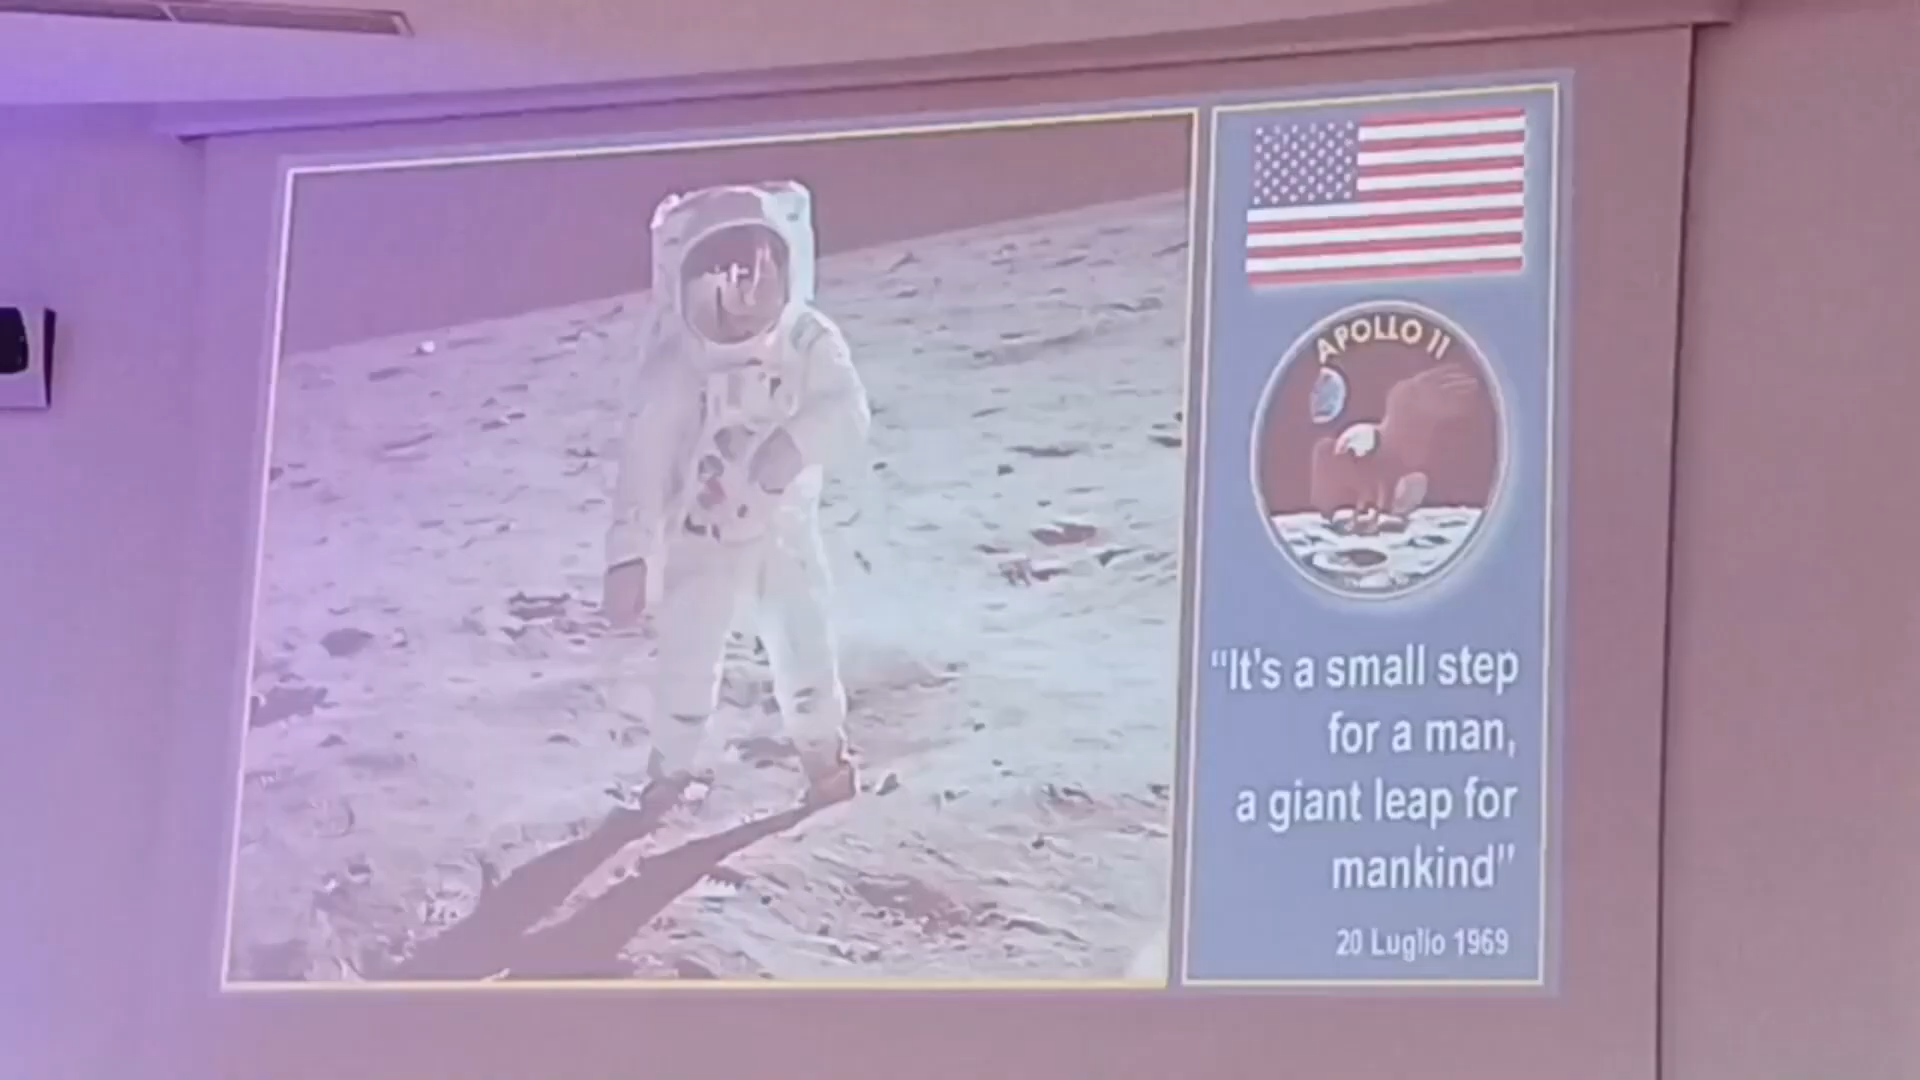 APOLLO 11
“It's a small step
for a man,
a giant leap for
mankind”
20 Luglio 1969